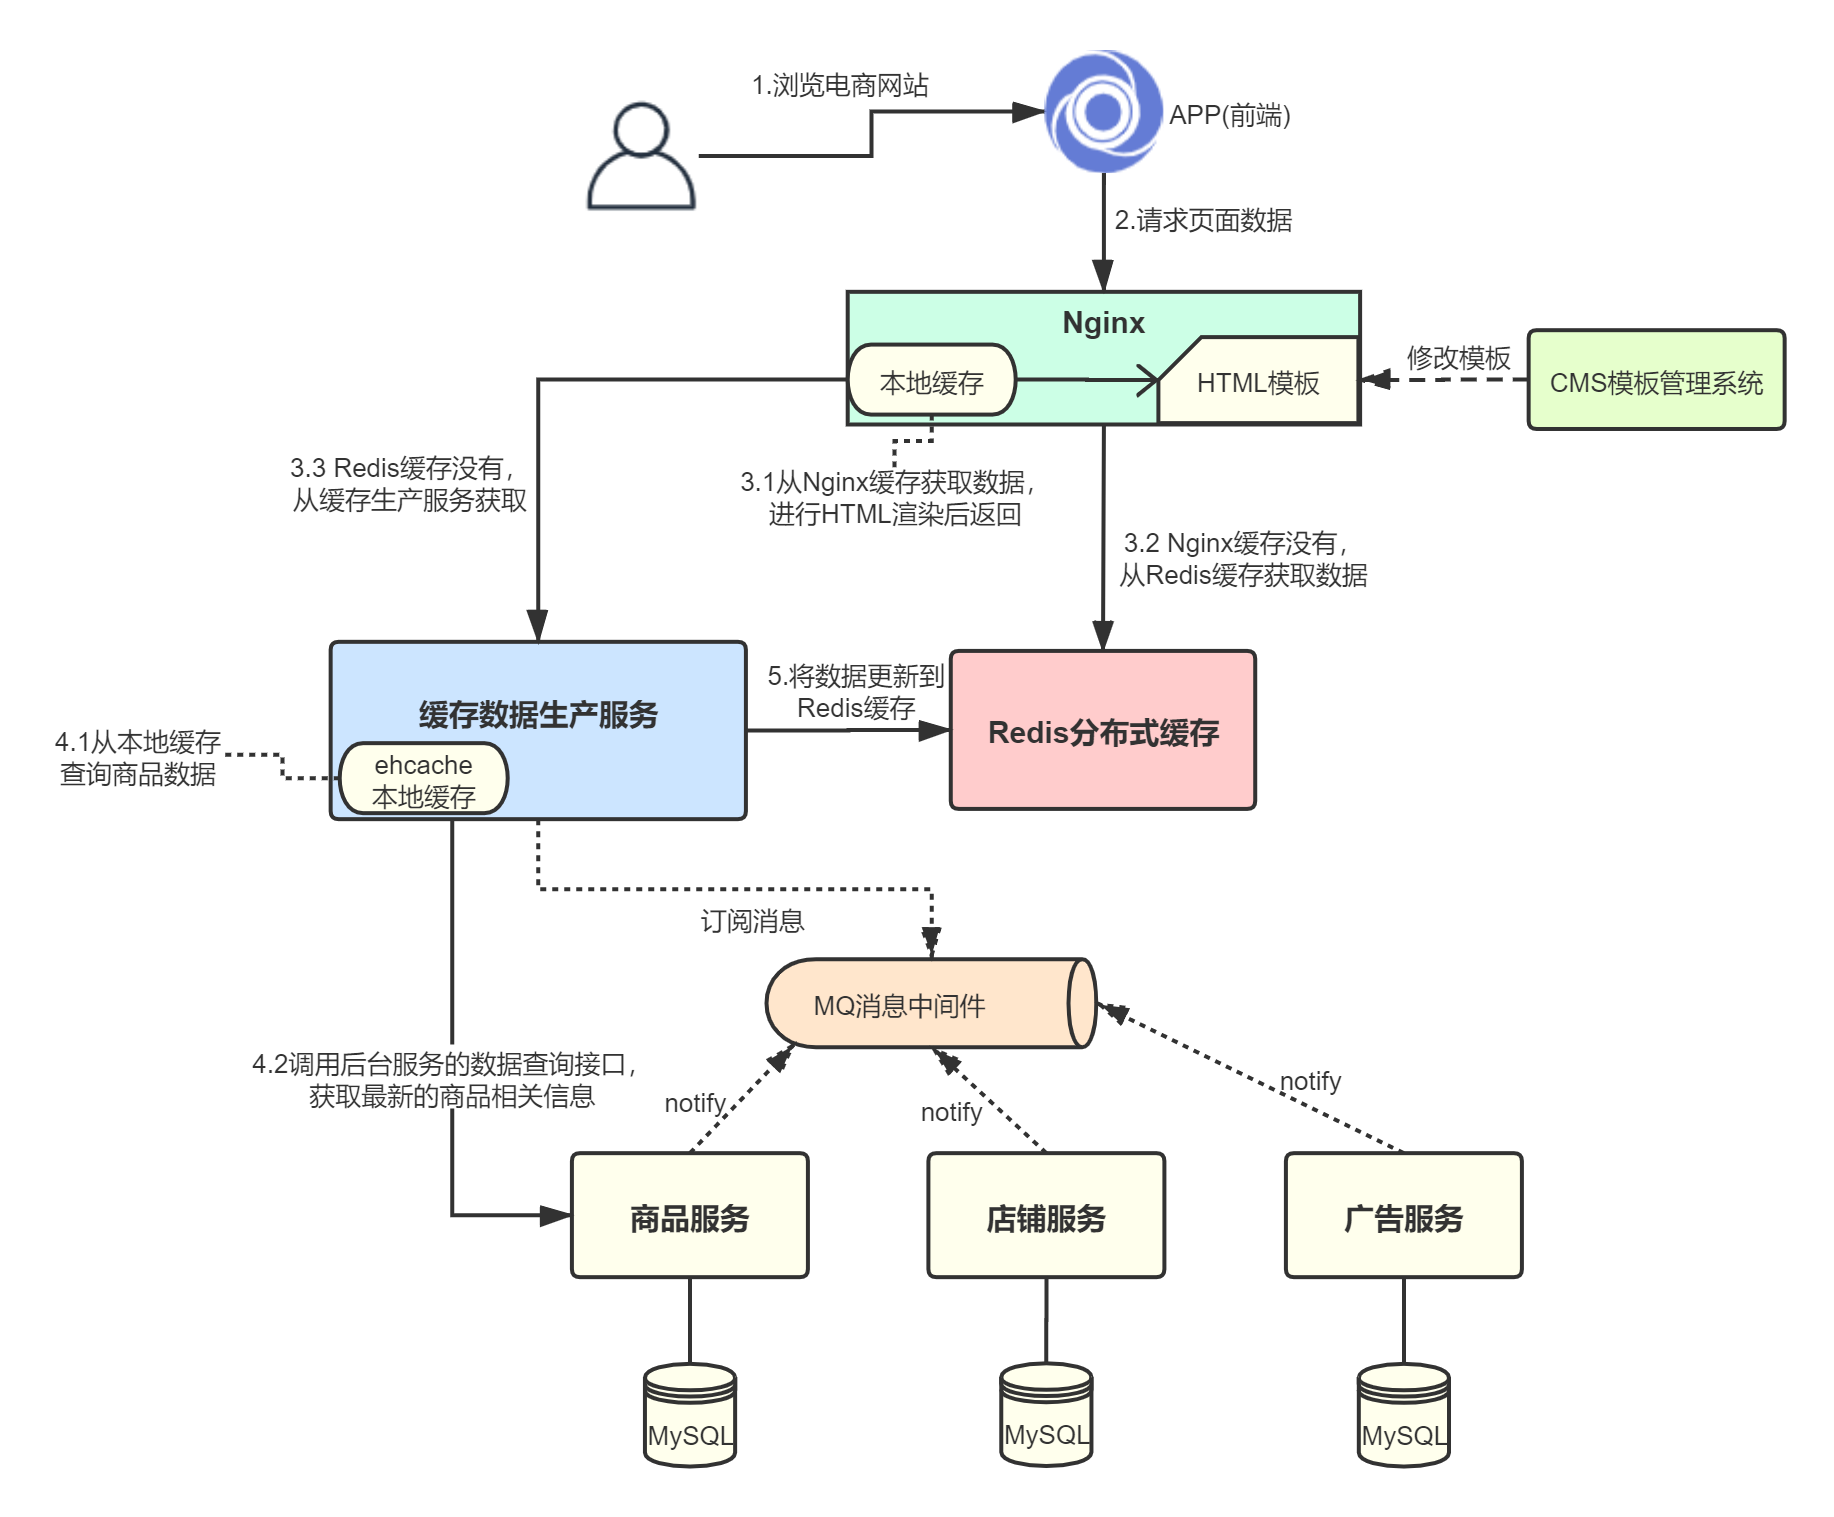 1.浏览电商网站
APP(前端)
2.请求页面数据
Nginx
本地缓存
HTML模板
修改模板
CMS模板管理系统
3.3 Redis缓存没有，
从缓存生产服务获取
3.1从Nginx缓存获取数据，
进行HTML渲染后返回
3.2 Nginx缓存没有，
从Redis缓存获取数据
缓存数据生产服务
5.将数据更新到
Redis缓存
Redis分布式缓存
4.1从本地缓存
查询商品数据
ehcache
本地缓存
订阅消息
MQ消息中间件
4.2调用后台服务的数据查询接口，
获取最新的商品相关信息
notify
notify
notify
商品服务
店铺服务
广告服务
MySQL
MySQL
MySQL